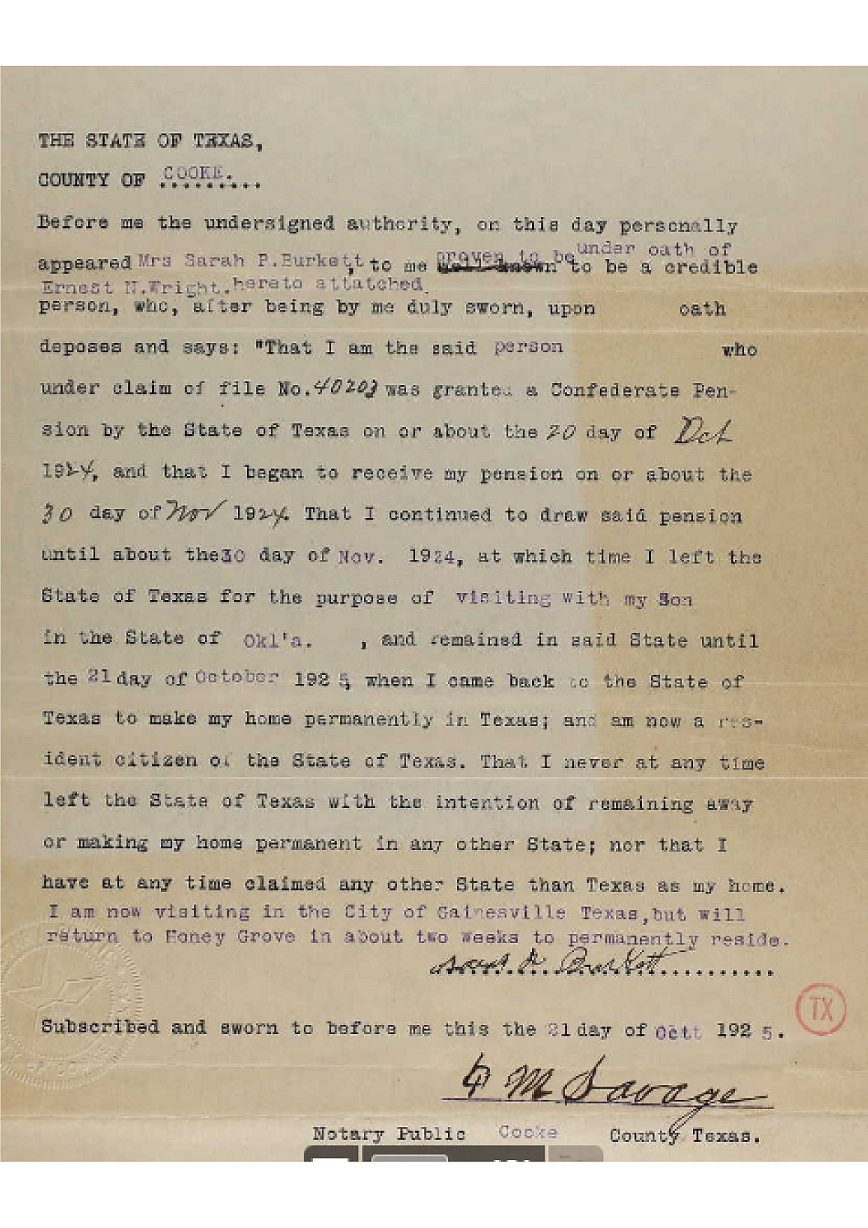 THE STATE OF TEXAS,
COUNTY OF COOKE.
Before me the undersigned authority, on this day personally
proven to be under oath of
appeared Mrs Sarah P.Burkett, to me well known to be a credible
Ernest N.Wright.hereto attatched.
person, who, after being by me duly sworn, upon oath
deposes and says: "That I am the said person who
under claim of file No.40203 was granted a Confederate Pen-
sion by the State of Texas on or about the 20 day of Oct
1924, and that I began to receive my pension on or about the
30 day of Nov 1924. That I continued to draw said pension
until about the30 day of Nov. 1924, at which time I left the
State of Texas for the purpose of visiting with my Son
in the State of Okl'a. , and remained in said State until
the 21 day of October 1925, when I came back to the State of
Texas to make my home permanently in Texas; and am now a res-
ident citizen of the State of Texas. That I never at any time
left the State of Texas with the intention of remaining away
or making my home permanent in any other State; nor that I
have at any time claimed any other State than Texas as my home.
I am now visiting in the City of Gainesville Texas,but will
return to Honey Grove in about two weeks to permanently reside.
Burkett
TX
Subscribed and sworn to before me this the 21 day of Octt 1925.
M Savage
Notary Public Cooke County Texas.